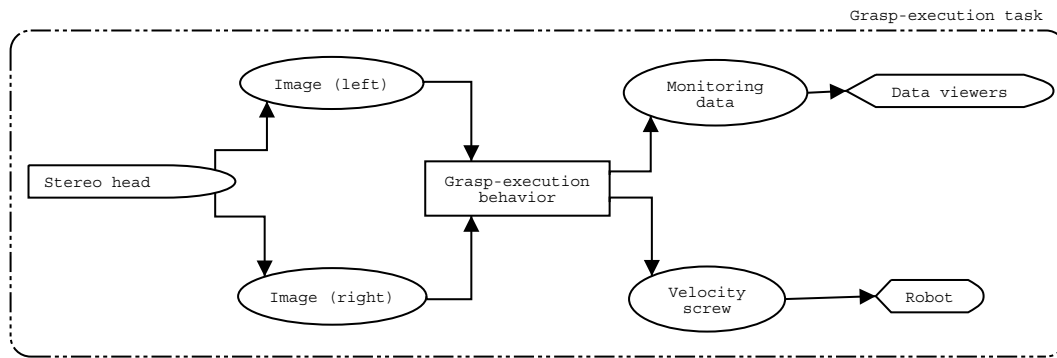 Grasp-execution task
Image (left)
Monitoring
data
Data viewers
Stereo head
Grasp-execution
behavior
Image (right)
Velocity
screw
Robot